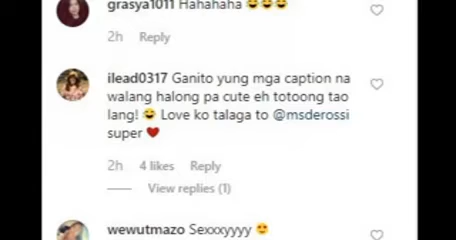 grasya1011 Hahahaha 😂😂😂
2h Reply
ilead0317 Ganito yung mga caption na
walang halong pa cute eh totoong tao
lang! 😂 Love ko talaga to @msderossi
super ❤️
2h 4 likes Reply
View replies (1)
wewutmazo Sexxxyyyy 😍